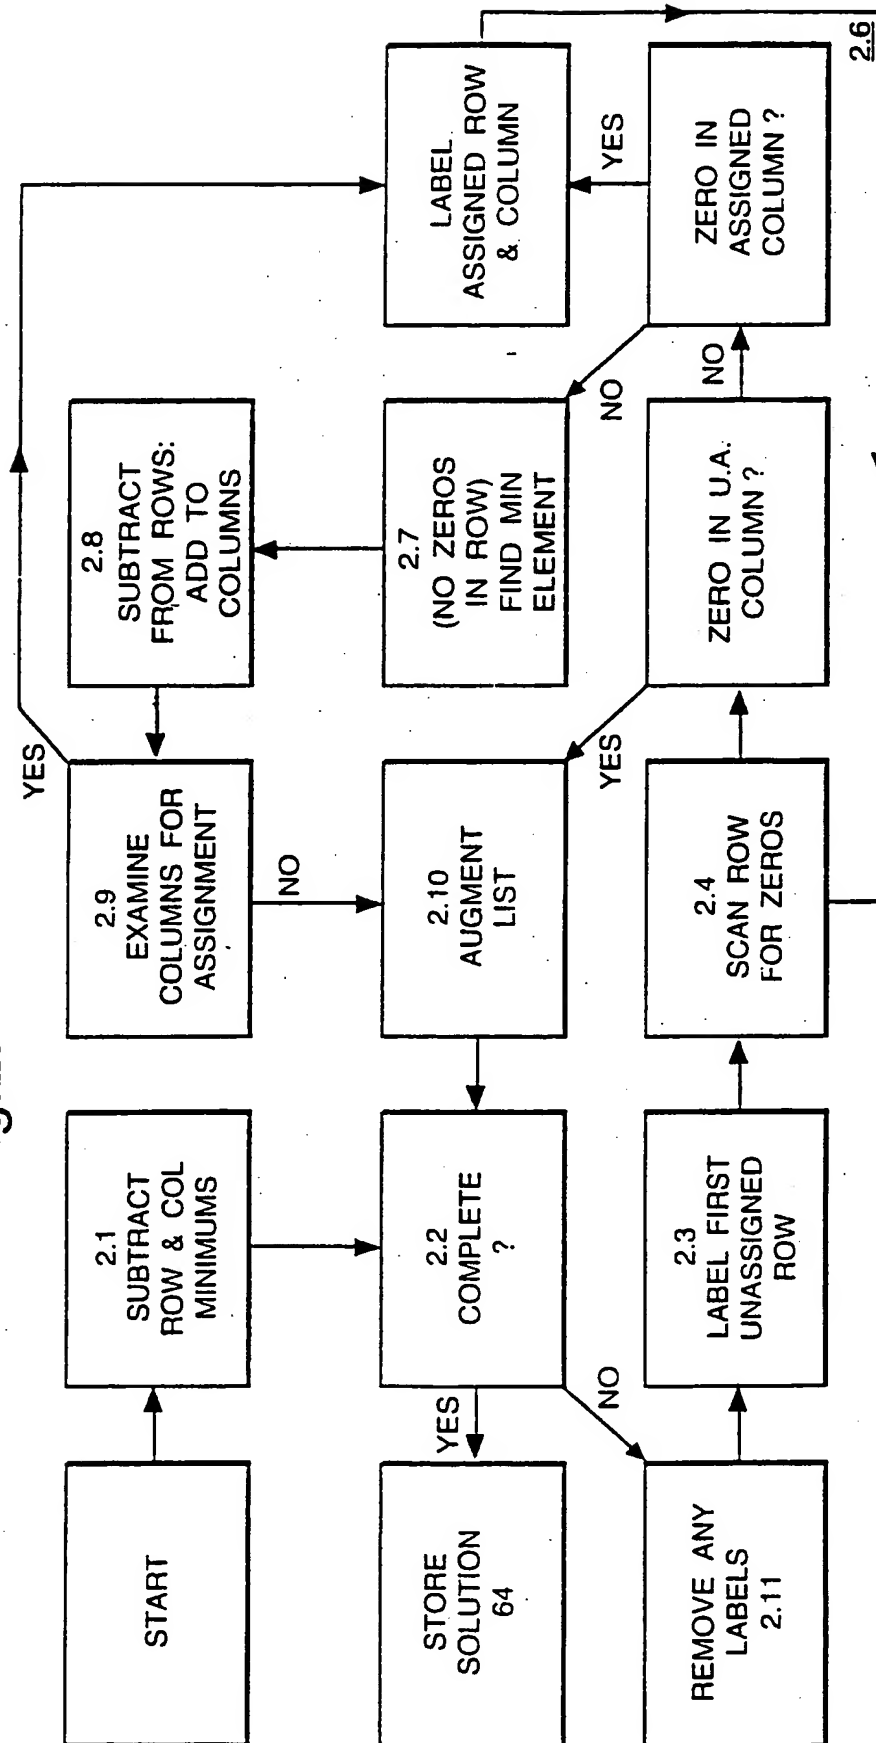 START
2.1
SUBTRACT
ROW & COL
MINIMUMS
YES
2.9
EXAMINE
COLUMNS FOR
ASSIGNMENT
2.8
SUBTRACT
FROM ROWS:
ADD TO
COLUMNS
NO
STORE
SOLUTION
64
YES
2.2
COMPLETE
?
2.10
AUGMENT
LIST
2.7
(NO ZEROS
IN ROW)
FIND MIN
ELEMENT
LABEL
ASSIGNED ROW
& COLUMN
NO
YES
NO
YES
REMOVE ANY
LABELS
2.11
2.3
LABEL FIRST
UNASSIGNED
ROW
2.4
SCAN ROW
FOR ZEROS
ZERO IN U.A.
COLUMN ?
NO
ZERO IN
ASSIGNED
COLUMN ?
2.6